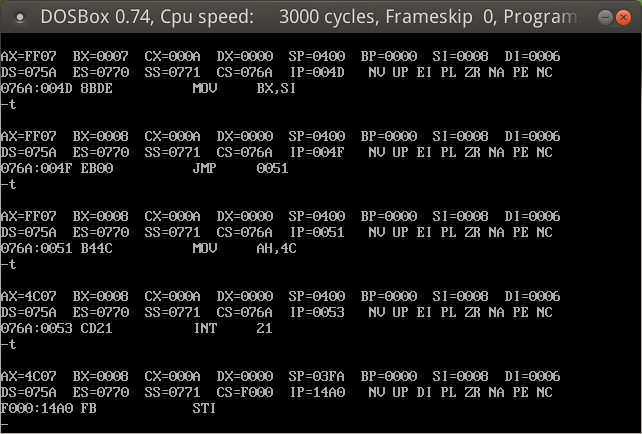 DOSBox 0.74, Cpu speed: 3000 cycles, Frameskip 0, Program
AX=FF07 BX=0007 CX=000A DX=0000 SP=0400 BP=0000 SI=0008 DI=0006
DS=075A ES=0770 SS=0771 CS=076A IP=004D NV UP EI PL ZR NA PE NC
076A:004D 8BDE MOV BX,SI
-t
AX=FF07 BX=0008 CX=000A DX=0000 SP=0400 BP=0000 SI=0008 DI=0006
DS=075A ES=0770 SS=0771 CS=076A IP=004F NV UP EI PL ZR NA PE NC
076A:004F EB00 JMP 0051
-t
AX=FF07 BX=0008 CX=000A DX=0000 SP=0400 BP=0000 SI=0008 DI=0006
DS=075A ES=0770 SS=0771 CS=076A IP=0051 NV UP EI PL ZR NA PE NC
076A:0051 B44C MOV AH,4C
-t
AX=4C07 BX=0008 CX=000A DX=0000 SP=0400 BP=0000 SI=0008 DI=0006
DS=075A ES=0770 SS=0771 CS=076A IP=0053 NV UP EI PL ZR NA PE NC
076A:0053 CD21 INT 21
-t
AX=4C07 BX=0008 CX=000A DX=0000 SP=03FA BP=0000 SI=0008 DI=0006
DS=075A ES=0770 SS=0771 CS=F000 IP=14A0 NV UP DI PL ZR NA PE NC
F000:14A0 FB STI
-